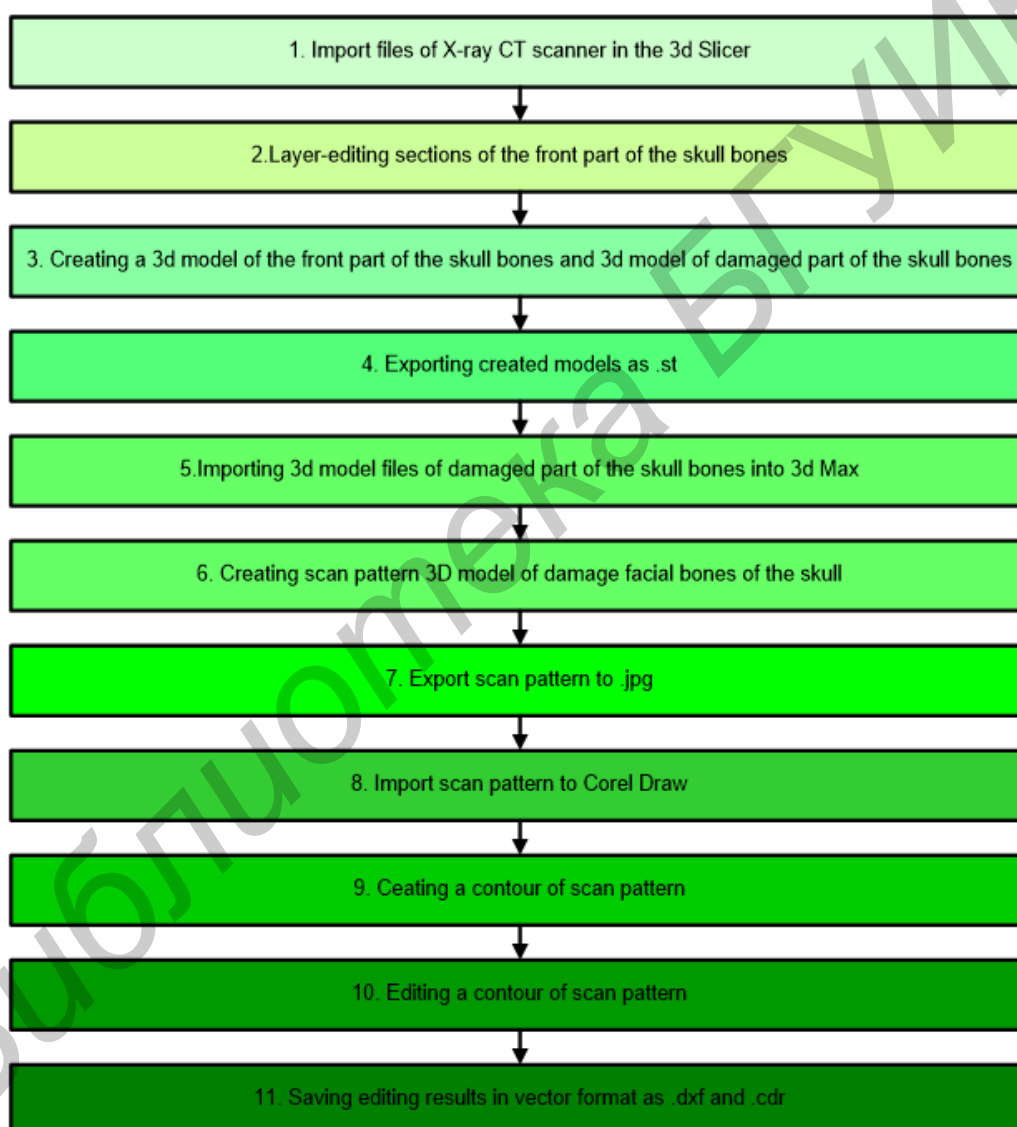 1. Import files of X-ray CT scanner in the 3d Slicer
2.Layer-editing sections of the front part of the skull bones
3. Creating a 3d model of the front part of the skull bones and 3d model of damaged part of the skull bones
4. Exporting created models as .st
5.Importing 3d model files of damaged part of the skull bones into 3d Max
6. Creating scan pattern 3D model of damage facial bones of the skull
7. Export scan pattern to .jpg
8. Import scan pattern to Corel Draw
9. Ceating a contour of scan pattern
10. Editing a contour of scan pattern
11. Saving editing results in vector format as .dxf and .cdr
библиотека БГУИ